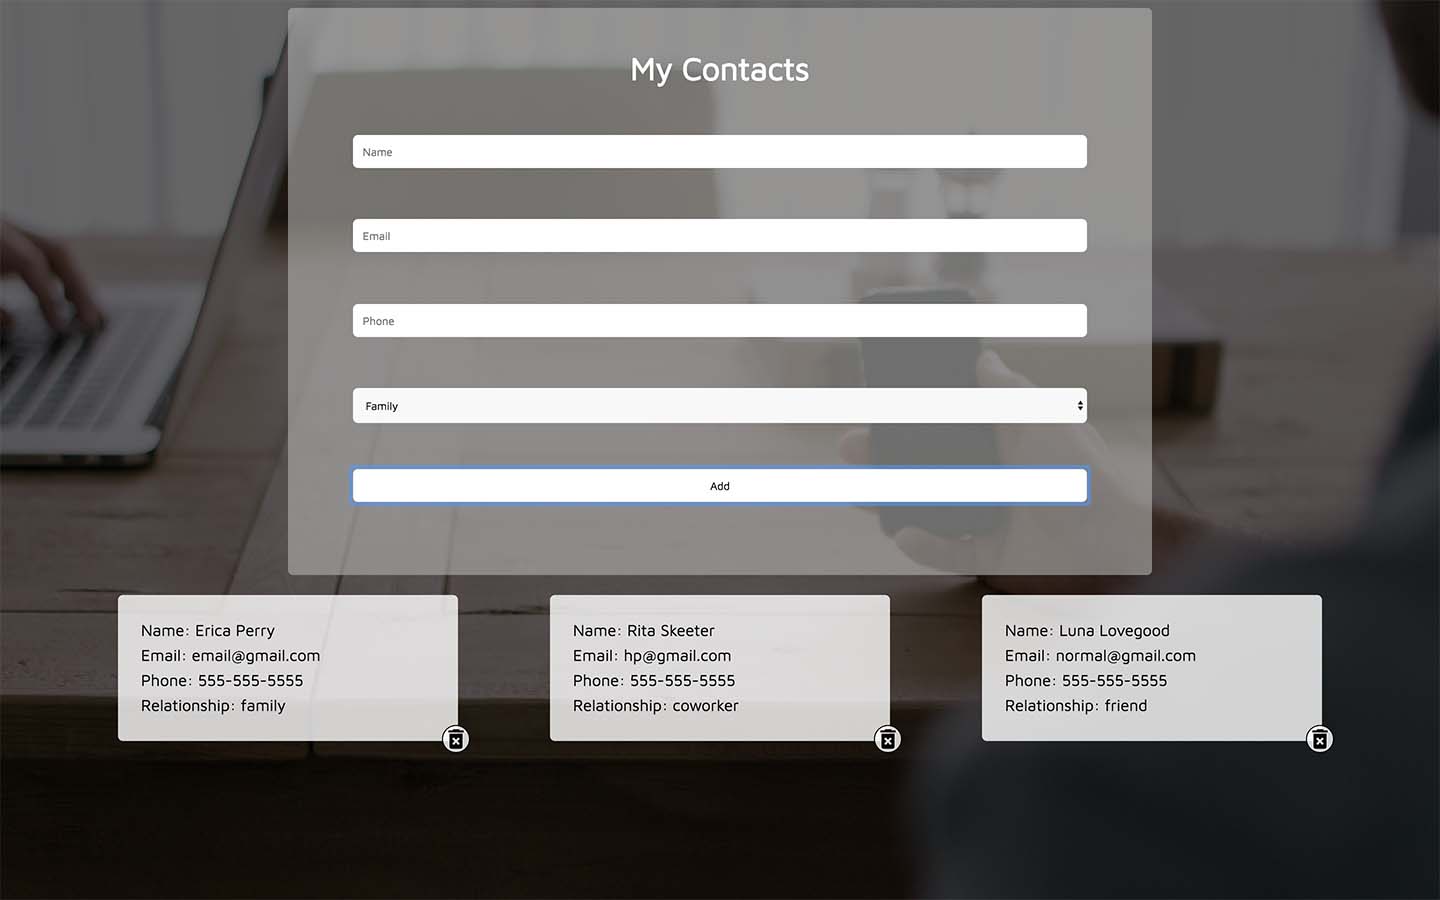 My Contacts
Name
Email
Phone
Family
Add
Name: Erica Perry
Email: email@gmail.com
Phone: 555-555-5555
Relationship: family
Name: Rita Skeeter
Email: hp@gmail.com
Phone: 555-555-5555
Relationship: coworker
Name: Luna Lovegood
Email: normal@gmail.com
Phone: 555-555-5555
Relationship: friend